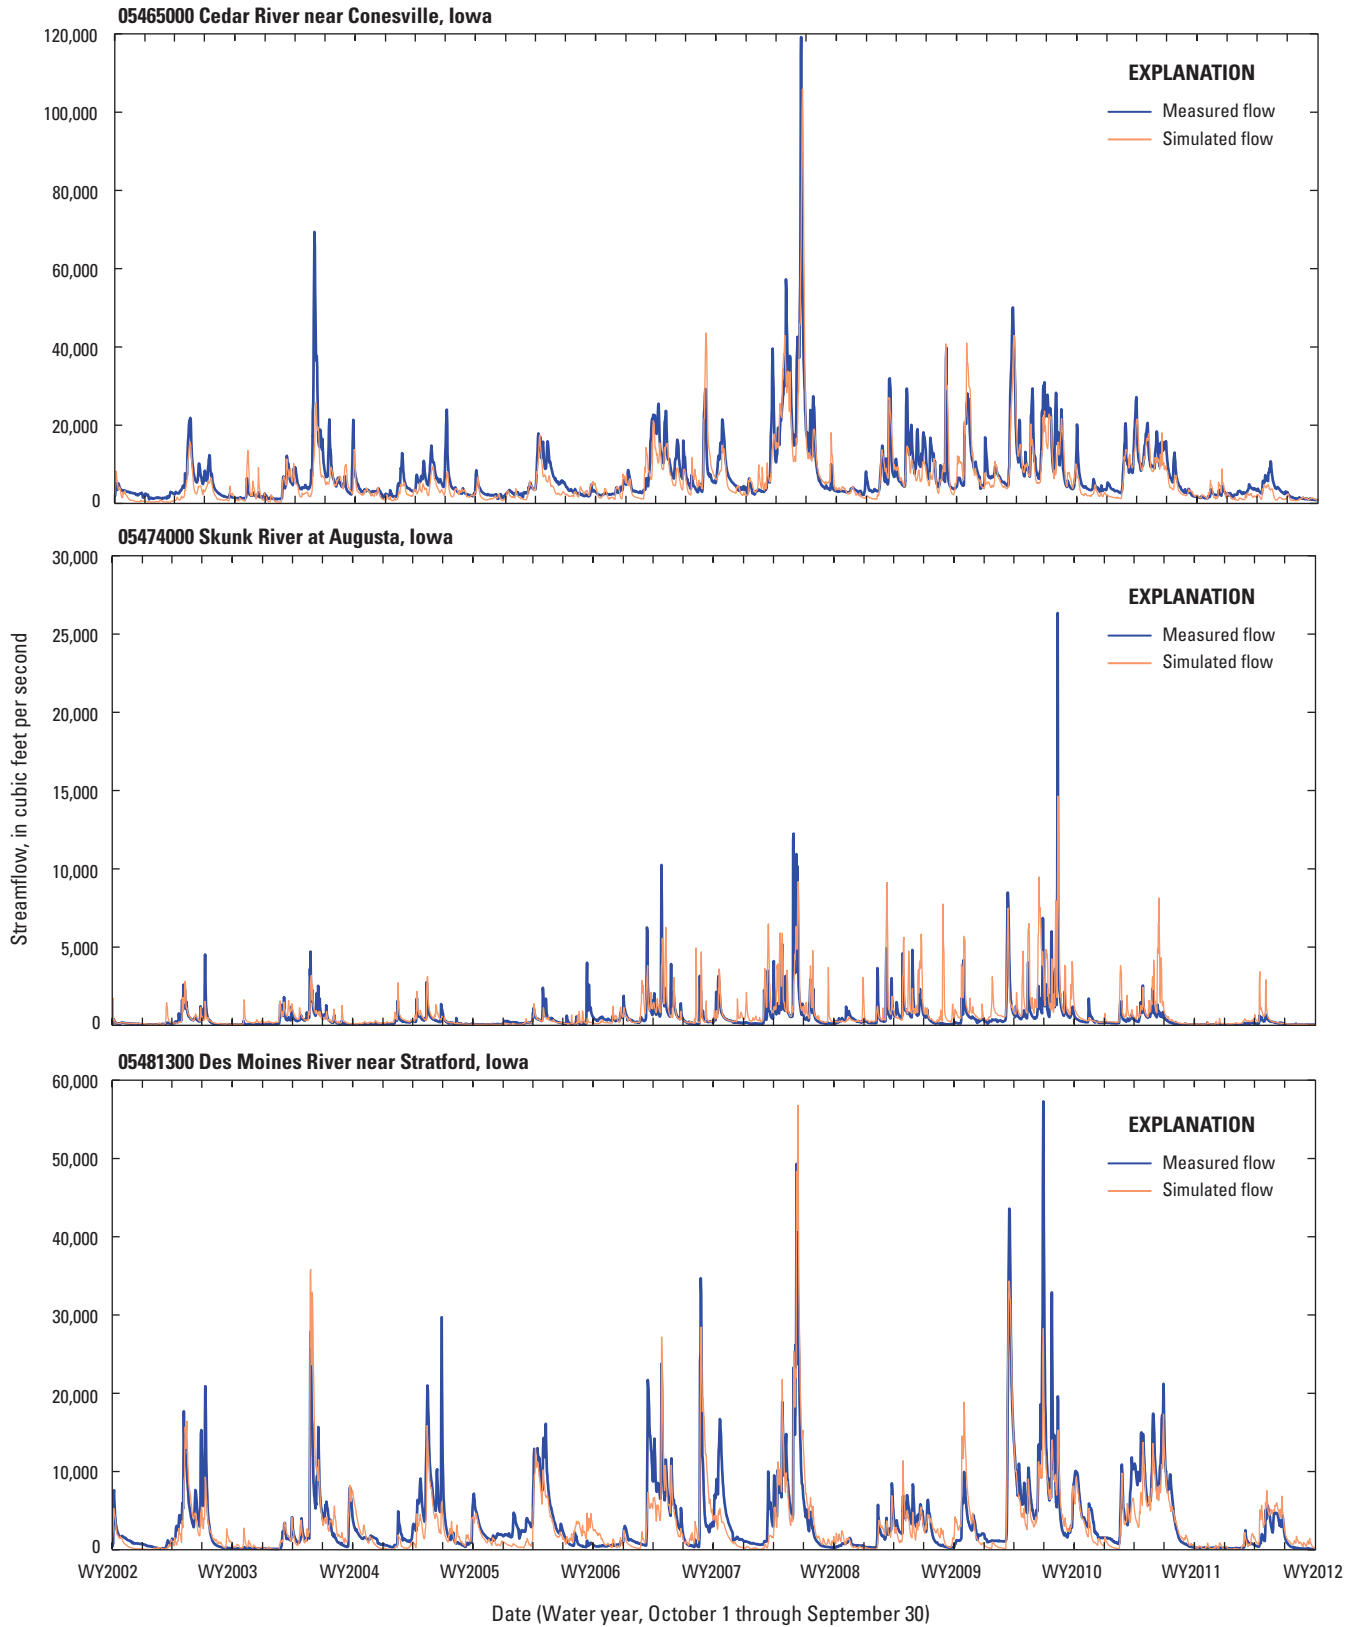 05465000 Cedar River near Conesville, Iowa
120,000
100,000
80,000
60,000
40,000
20,000
0
EXPLANATION
Measured flow
Simulated flow
05474000 Skunk River at Augusta, Iowa
30,000
25,000
20,000
15,000
10,000
5,000
0
EXPLANATION
Measured flow
Simulated flow
Streamflow, in cubic feet per second
05481300 Des Moines River near Stratford, Iowa
60,000
50,000
40,000
30,000
20,000
10,000
0
EXPLANATION
Measured flow
Simulated flow
WY2002 WY2003 WY2004 WY2005 WY2006 WY2007 WY2008 WY2009 WY2010 WY2011 WY2012
Date (Water year, October 1 through September 30)